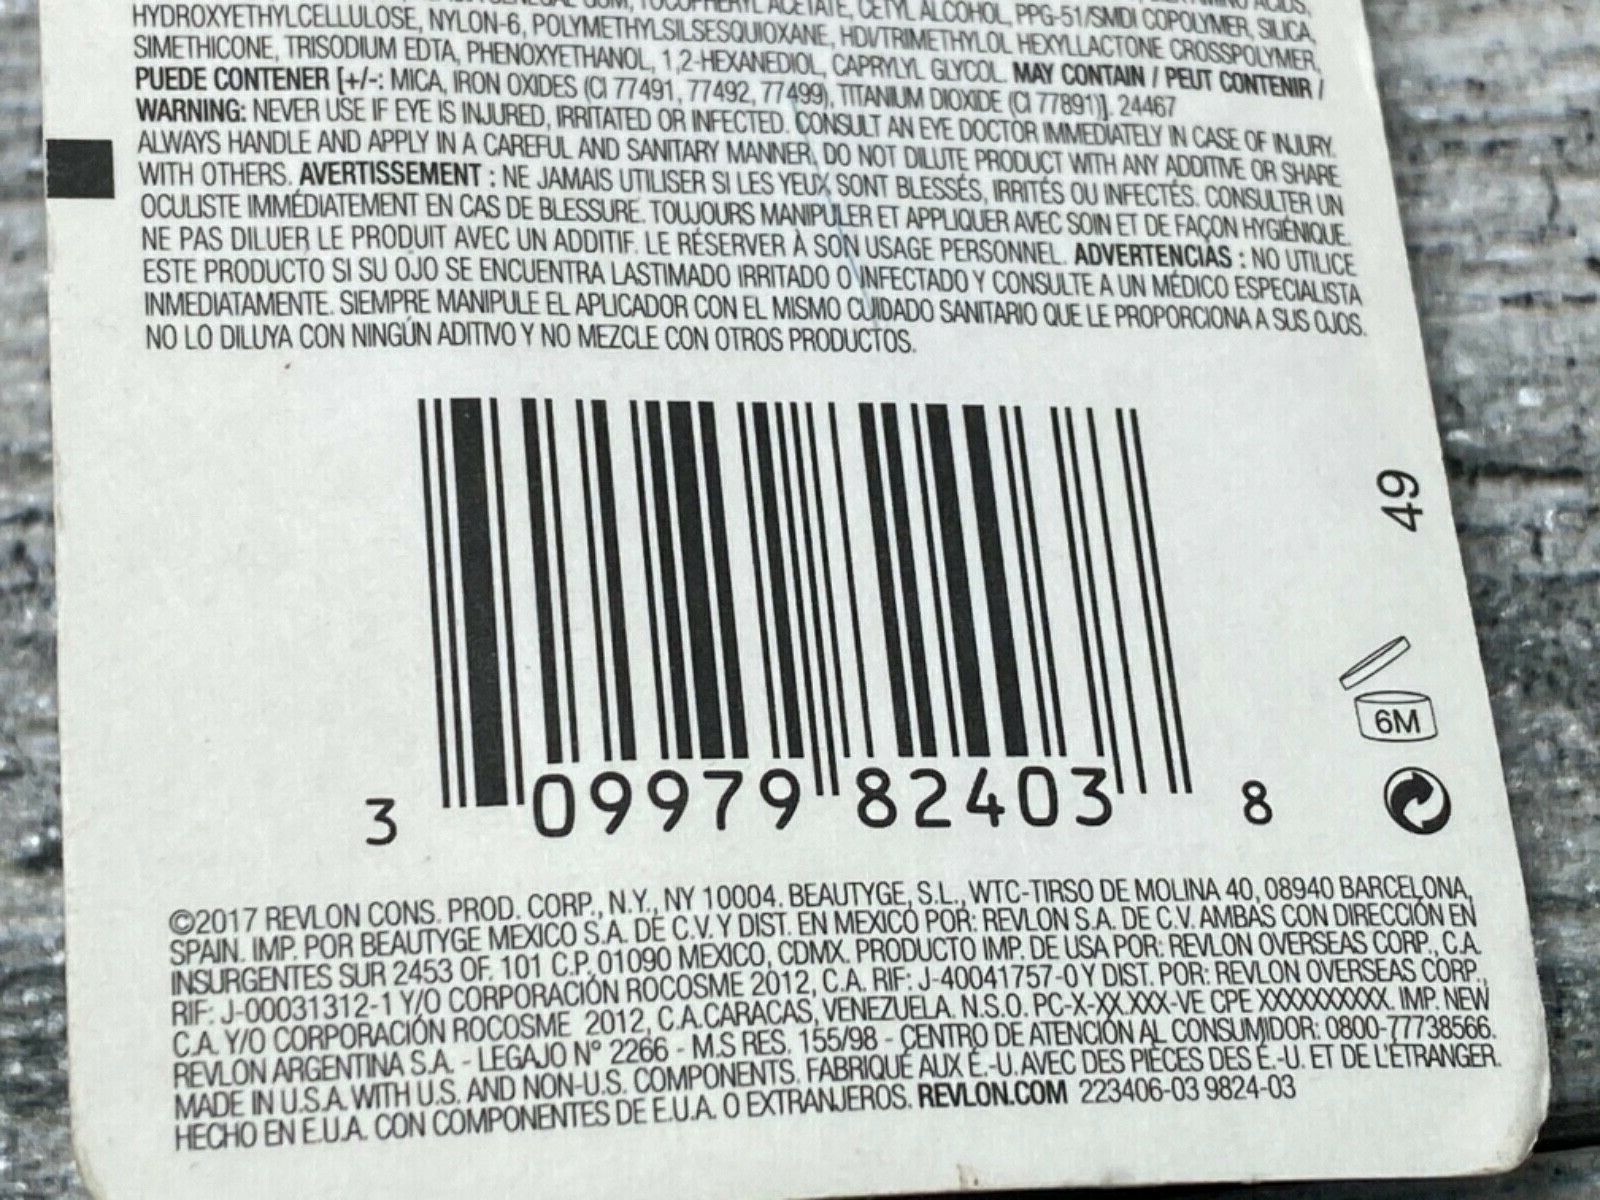 TOCOPHERYL ACETATE, CETYL ALCOHOL, PPG-51/SMDI COPOLYMER, SILICA,
HYDROXYETHYLCELLULOSE, NYLON-6, POLYMETHYLSILSESQUIOXANE, HDI/TRIMETHYLOL HEXYLLACTONE CROSSPOLYMER,
SIMETHICONE, TRISODIUM EDTA, PHENOXYETHANOL, 1,2-HEXANEDIOL, CAPRYLYL GLYCOL. MAY CONTAIN / PEUT CONTENIR /
PUEDE CONTENER [+/-: MICA, IRON OXIDES (CI 77491, 77492, 77499), TITANIUM DIOXIDE (CI 77891)]. 24467
WARNING: NEVER USE IF EYE IS INJURED, IRRITATED OR INFECTED. CONSULT AN EYE DOCTOR IMMEDIATELY IN CASE OF INJURY.
ALWAYS HANDLE AND APPLY IN A CAREFUL AND SANITARY MANNER. DO NOT DILUTE PRODUCT WITH ANY ADDITIVE OR SHARE
WITH OTHERS. AVERTISSEMENT : NE JAMAIS UTILISER SI LES YEUX SONT BLESSÉS, IRRITÉS OU INFECTÉS. CONSULTER UN
OCULISTE IMMÉDIATEMENT EN CAS DE BLESSURE. TOUJOURS MANIPULER ET APPLIQUER AVEC SOIN ET DE FAÇON HYGIÉNIQUE.
NE PAS DILUER LE PRODUIT AVEC UN ADDITIF. LE RÉSERVER À SON USAGE PERSONNEL. ADVERTENCIAS : NO UTILICE
ESTE PRODUCTO SI SU OJO SE ENCUENTRA LASTIMADO IRRITADO O INFECTADO Y CONSULTE A UN MÉDICO ESPECIALISTA
INMEDIATAMENTE. SIEMPRE MANIPULE EL APLICADOR CON EL MISMO CUIDADO SANITARIO QUE LE PROPORCIONA A SUS OJOS.
NO LO DILUYA CON NINGÚN ADITIVO Y NO MEZCLE CON OTROS PRODUCTOS.
49
6M
3 09979 82403 8
©2017 REVLON CONS. PROD. CORP., N.Y., NY 10004. BEAUTYGE, S.L., WTC-TIRSO DE MOLINA 40, 08940 BARCELONA,
SPAIN. IMP. POR BEAUTYGE MEXICO S.A. DE C.V. Y DIST. EN MEXICO POR: REVLON S.A. DE C.V. AMBAS CON DIRECCIÓN EN
INSURGENTES SUR 2453 OF. 101 C.P. 01090 MEXICO, CDMX. PRODUCTO IMP. DE USA POR: REVLON OVERSEAS CORP., C.A.
RIF: J-00031312-1 Y/O CORPORACIÓN ROCOSME 2012, C.A. RIF: J-40041757-0 Y DIST. POR: REVLON OVERSEAS CORP.,
C.A. Y/O CORPORACIÓN ROCOSME 2012, C.A.CARACAS, VENEZUELA. N.S.O. PC-X-XX.XXX-VE CPE XXXXXXXXXX. IMP. NEW
REVLON ARGENTINA S.A. - LEGAJO Nº 2266 - M.S RES. 155/98 - CENTRO DE ATENCIÓN AL CONSUMIDOR: 0800-77738566.
MADE IN U.S.A. WITH U.S. AND NON-U.S. COMPONENTS. FABRIQUÉ AUX É.-U. AVEC DES PIÈCES DES É.-U. ET DE L'ÉTRANGER.
HECHO EN E.U.A. CON COMPONENTES DE E.U.A. O EXTRANJEROS. REVLON.COM 223406-03 9824-03